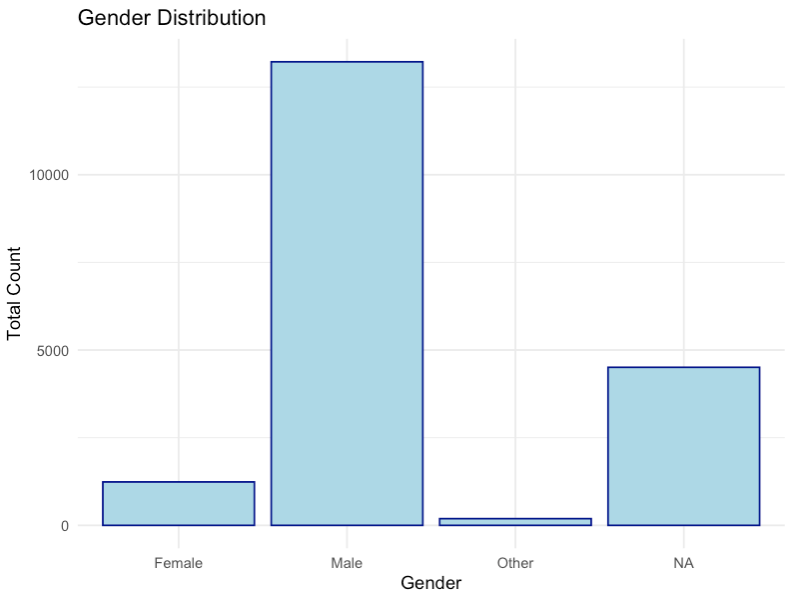 Gender Distribution
Total Count
10000
5000
0
Female Male Other NA
Gender